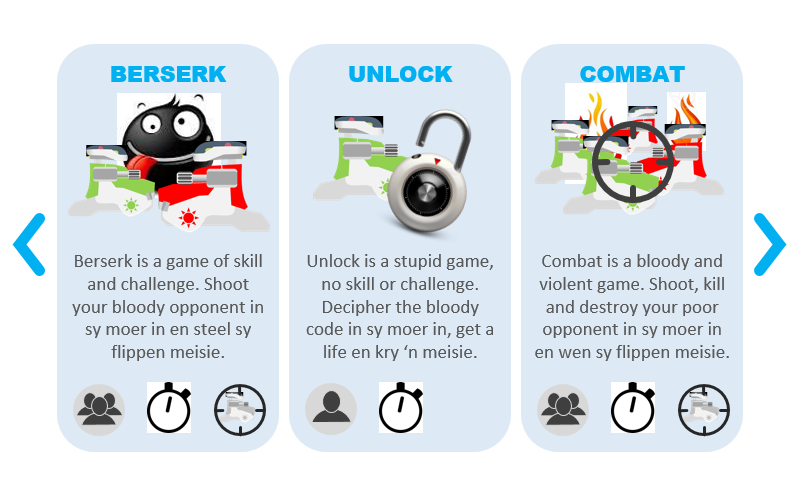 BERSERK
Berserk is a game of skill
and challenge. Shoot
your bloody opponent in
sy moer in en steel sy
flippen meisie.
UNLOCK
Unlock is a stupid game,
no skill or challenge.
Decipher the bloody
code in sy moer in, get a
life en kry ‘n meisie.
COMBAT
Combat is a bloody and
violent game. Shoot, kill
and destroy your poor
opponent in sy moer in
en wen sy flippen meisie.